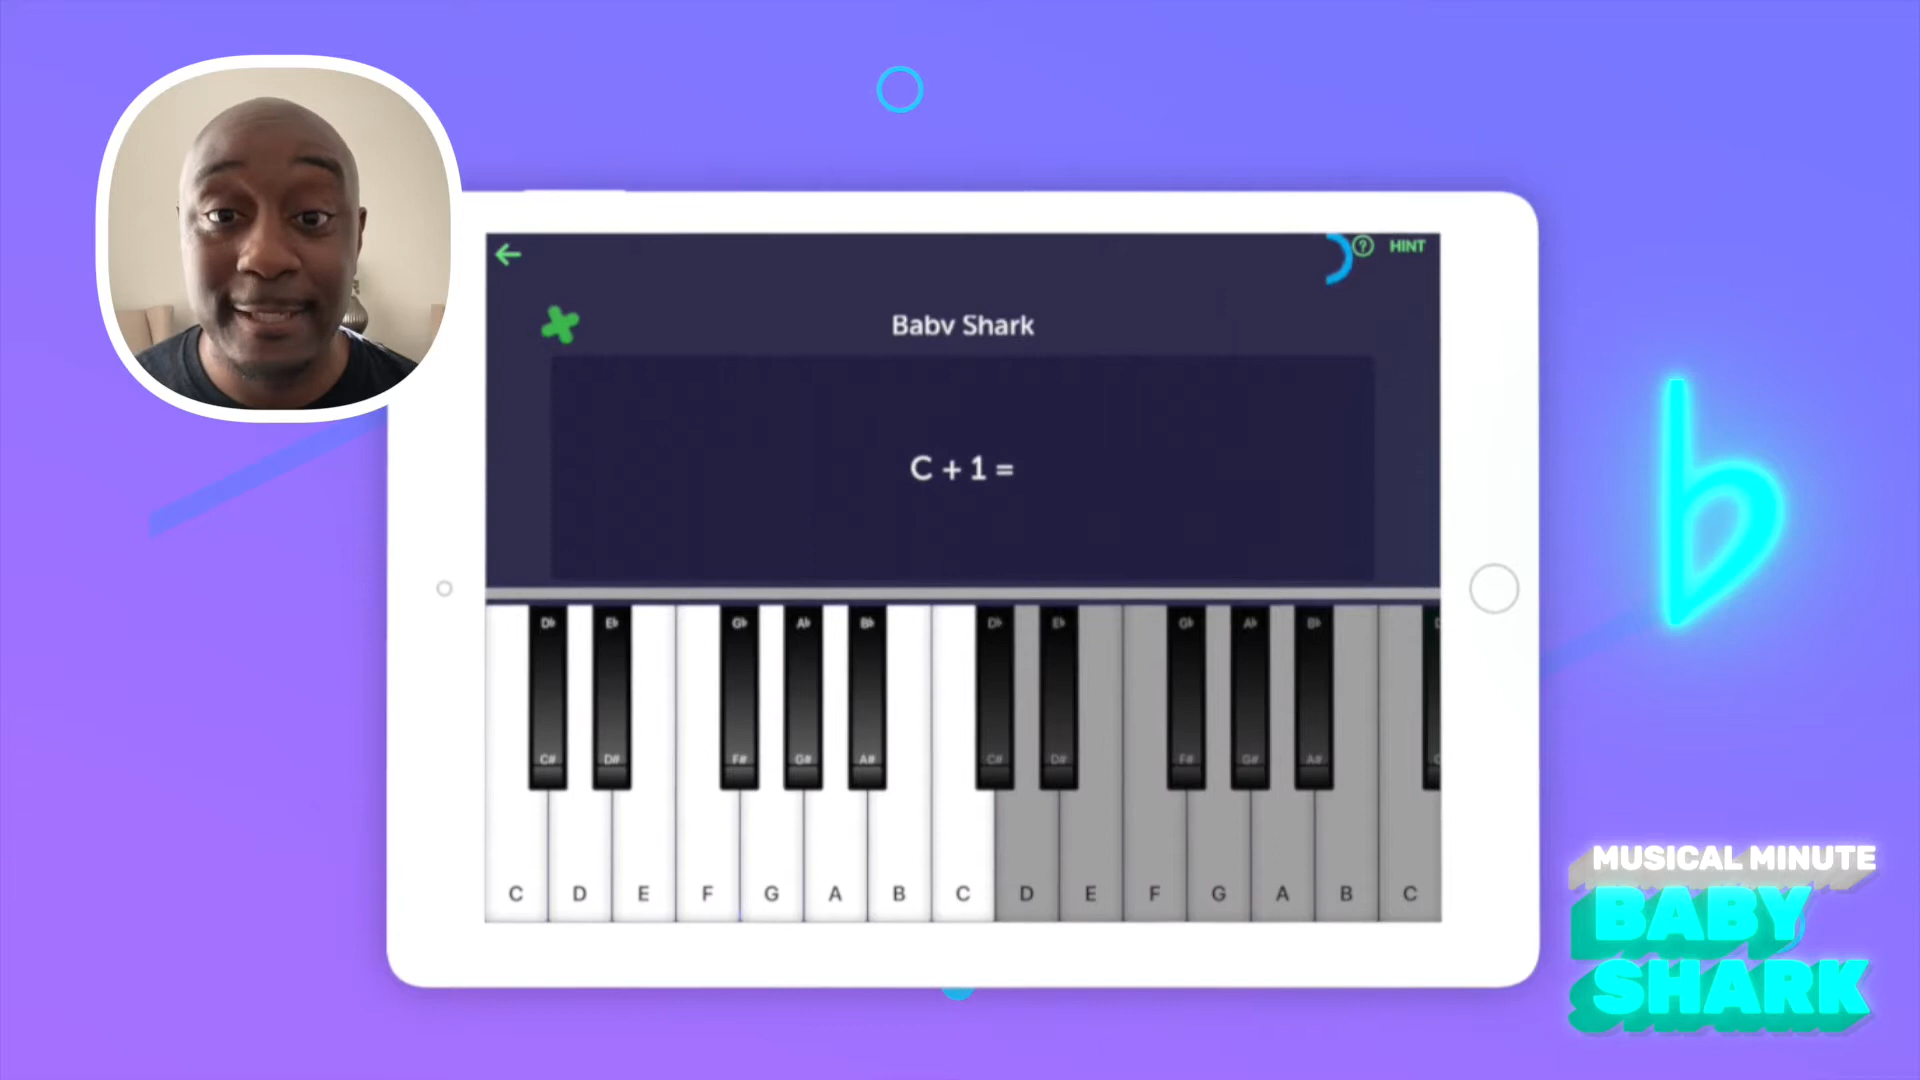 ? HINT
Baby Shark
C + 1 =
D♭ E♭ G♭ A♭ B♭ D♭ E♭ G♭ A♭ B♭ D
C# D# F# G# A# C# D# F# G# A# C
C D E F G A B C D E F G A B C
MUSICAL MINUTE
BABY
SHARK